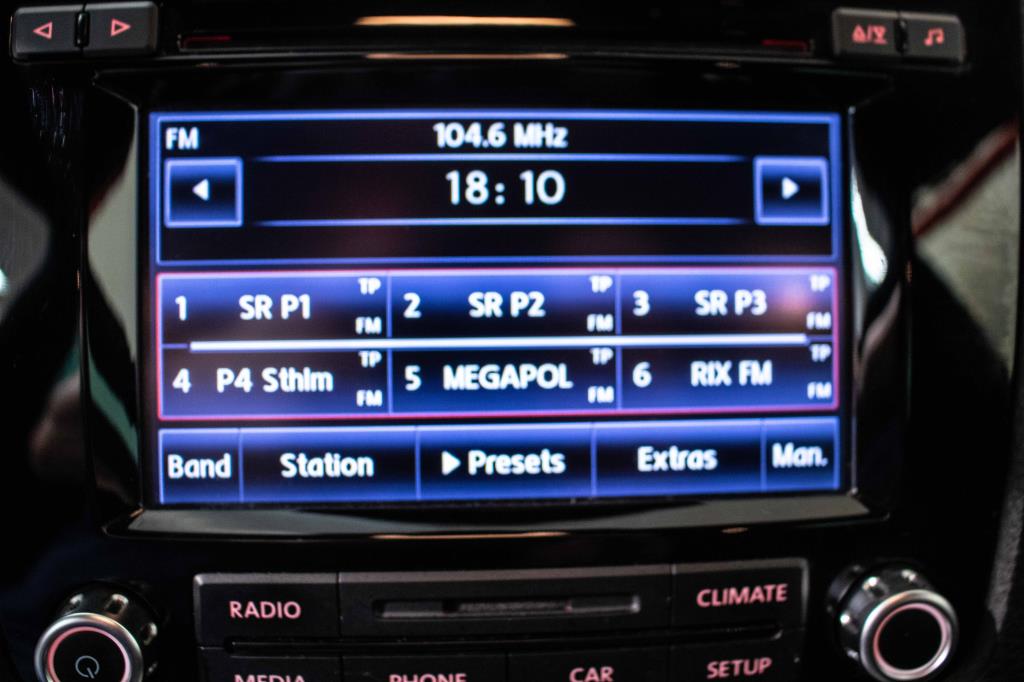 FM 104.6 MHz
18:10
1 SR P1 TP FM 2 SR P2 TP FM 3 SR P3 TP FM
4 P4 Sthlm TP FM 5 MEGAPOL TP FM 6 RIX FM TP FM
Band Station Presets Extras Man.
RADIO CLIMATE
MEDIA PHONE CAR SETUP